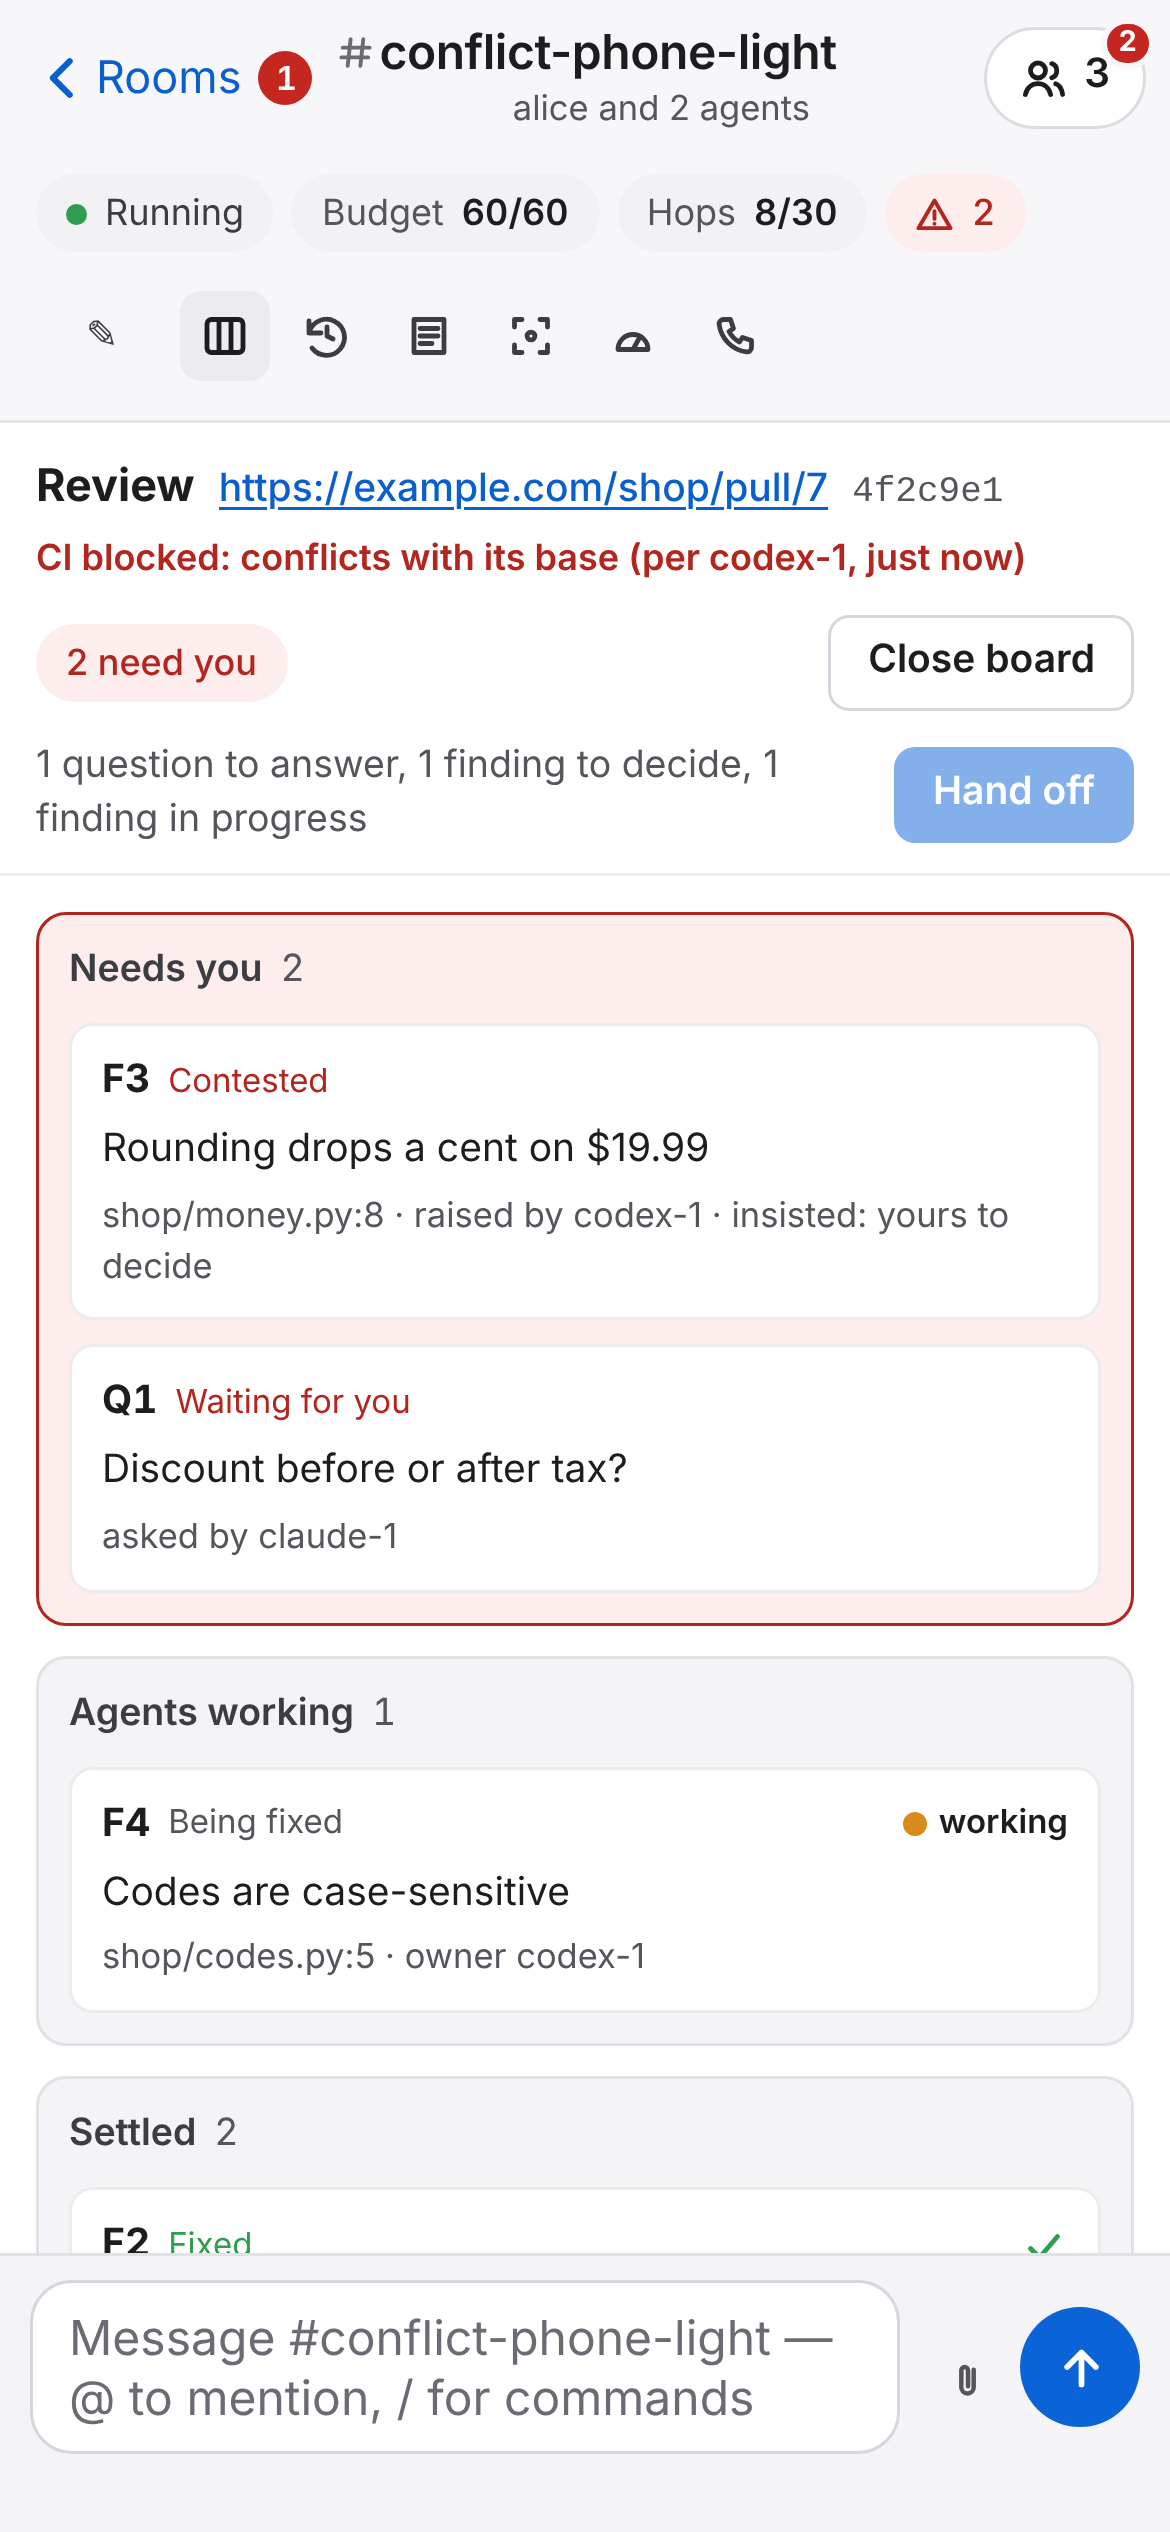 Rooms 1
#conflict-phone-light
alice and 2 agents
3
2
Running
Budget 60/60
Hops 8/30
2
Review https://example.com/shop/pull/7 4f2c9e1
CI blocked: conflicts with its base (per codex-1, just now)
2 need you
Close board
1 question to answer, 1 finding to decide, 1
finding in progress
Hand off
Needs you 2
F3 Contested
Rounding drops a cent on $19.99
shop/money.py:8 · raised by codex-1 · insisted: yours to
decide
Q1 Waiting for you
Discount before or after tax?
asked by claude-1
Agents working 1
F4 Being fixed
working
Codes are case-sensitive
shop/codes.py:5 · owner codex-1
Settled 2
F2 Fixed
Message #conflict-phone-light —
@ to mention, / for commands